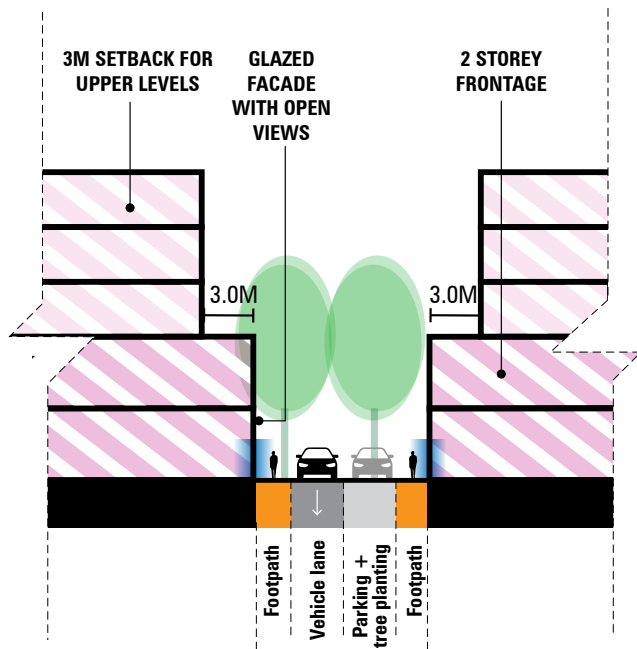 3M SETBACK FOR
UPPER LEVELS
GLAZED
FACADE
WITH OPEN
VIEWS
2 STOREY
FRONTAGE
3.0M
3.0M
Footpath
Vehicle lane
Parking +
tree planting
Footpath